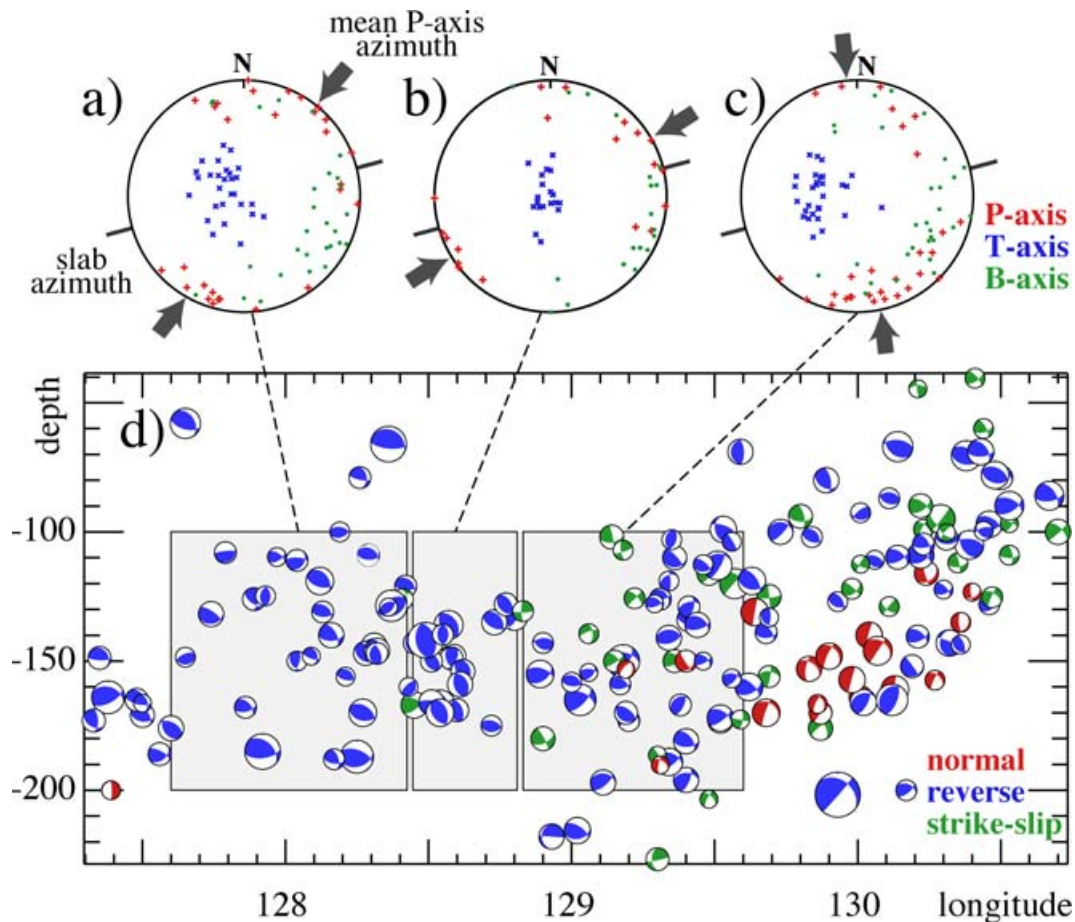 mean P-axis
azimuth
a)
N
b)
N
c)
N
slab
azimuth
P-axis
T-axis
B-axis
depth
d)
-100
-150
-200
normal
reverse
strike-slip
128
129
130
longitude